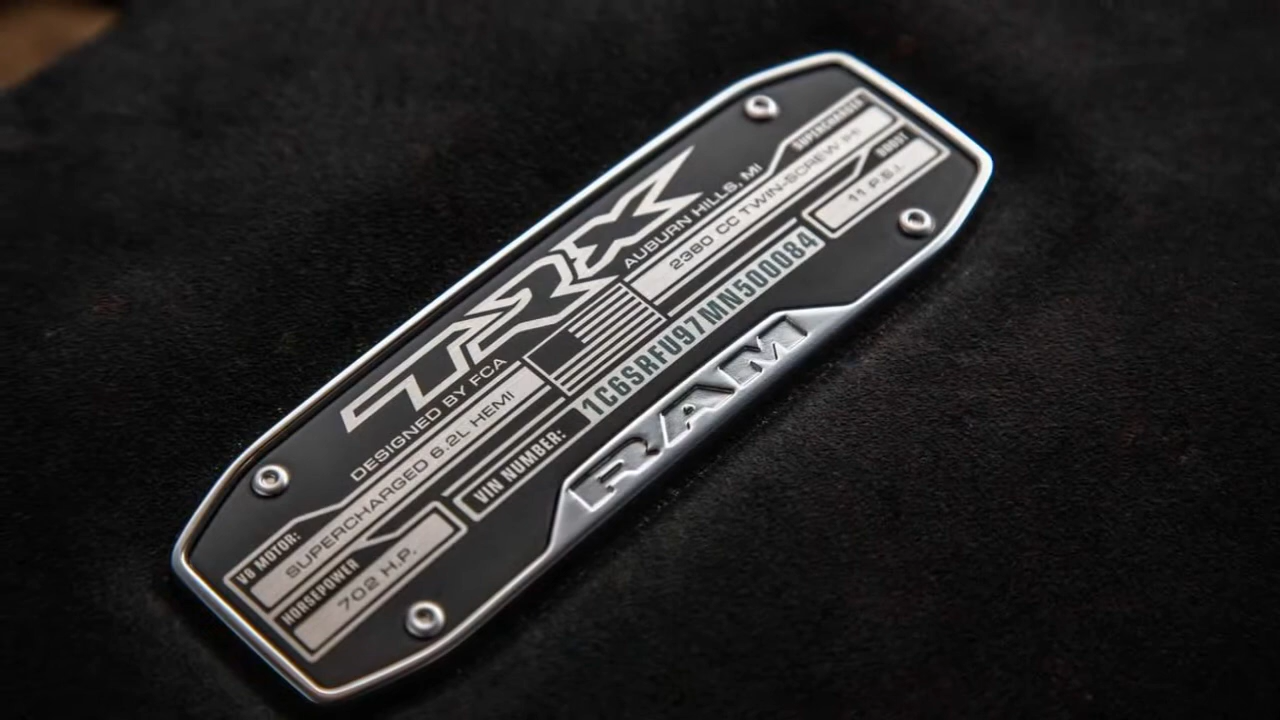 TRX
DESIGNED BY FCA
AUBURN HILLS, MI
V8 MOTOR:
SUPERCHARGED 6.2L HEMI
HORSEPOWER
702 H.P.
SUPERCHARGER
2380 CC TWIN-SCREW
BOOST
11 P.S.I.
VIN NUMBER:
1C6SRFU97MN500084
RAM